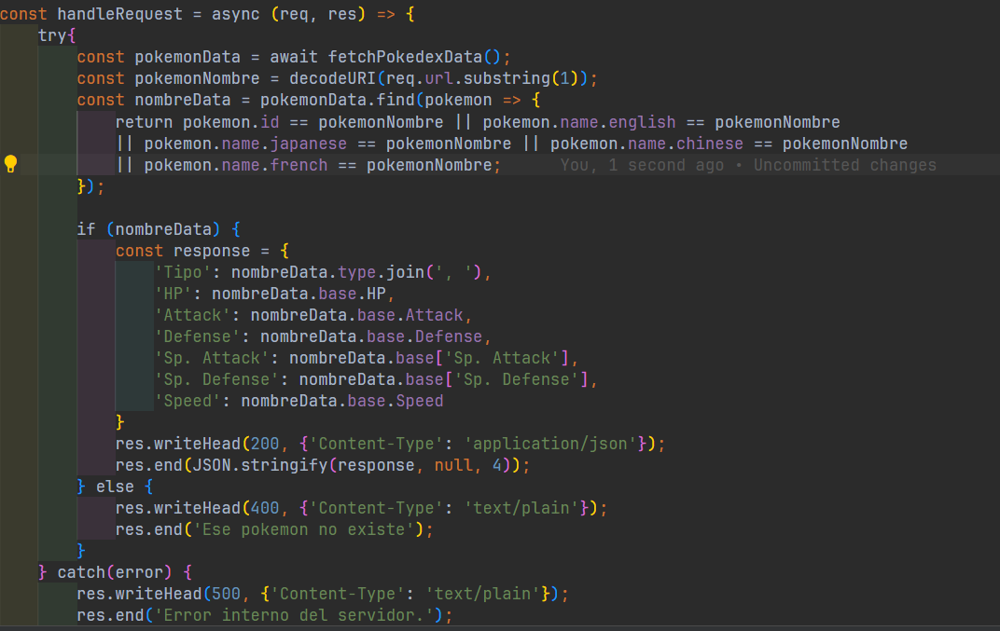 const handleRequest = async (req, res) => {
    try{
        const pokemonData = await fetchPokedexData();
        const pokemonNombre = decodeURI(req.url.substring(1));
        const nombreData = pokemonData.find(pokemon => {
            return pokemon.id == pokemonNombre || pokemon.name.english == pokemonNombre
            || pokemon.name.japanese == pokemonNombre || pokemon.name.chinese == pokemonNombre
            || pokemon.name.french == pokemonNombre;      You, 1 second ago • Uncommitted changes
        });

        if (nombreData) {
            const response = {
                'Tipo': nombreData.type.join(', '),
                'HP': nombreData.base.HP,
                'Attack': nombreData.base.Attack,
                'Defense': nombreData.base.Defense,
                'Sp. Attack': nombreData.base['Sp. Attack'],
                'Sp. Defense': nombreData.base['Sp. Defense'],
                'Speed': nombreData.base.Speed
            }
            res.writeHead(200, {'Content-Type': 'application/json'});
            res.end(JSON.stringify(response, null, 4));
        } else {
            res.writeHead(400, {'Content-Type': 'text/plain'});
            res.end('Ese pokemon no existe');
        }
    } catch(error) {
        res.writeHead(500, {'Content-Type': 'text/plain'});
        res.end('Error interno del servidor.');